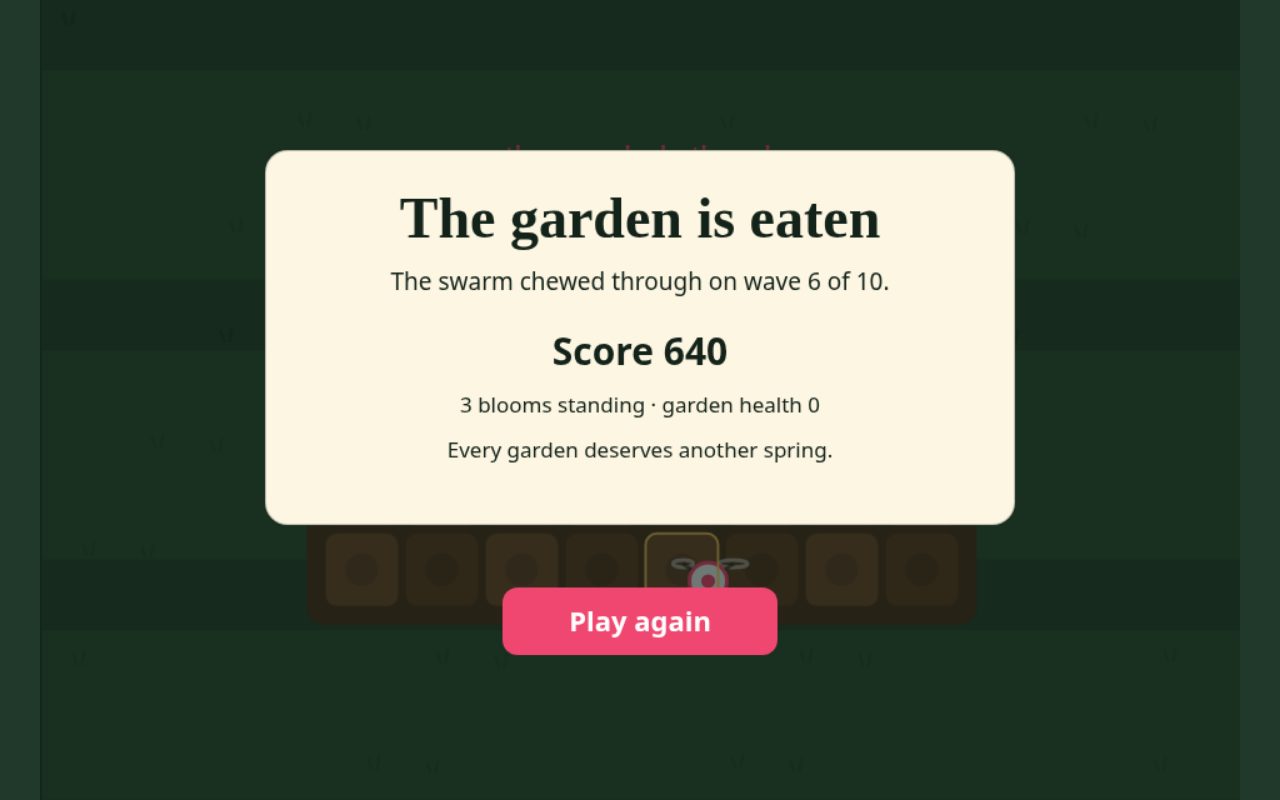 The garden is eaten
The swarm chewed through on wave 6 of 10.
Score 640
3 blooms standing · garden health 0
Every garden deserves another spring.
Play again